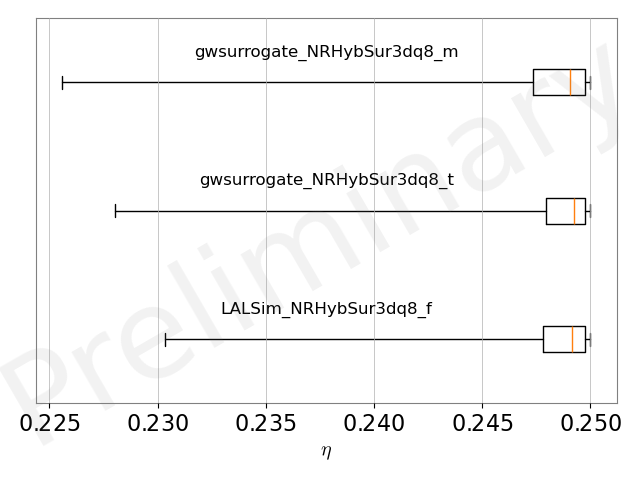 gwsurrogate_NRHybSur3dq8_m
gwsurrogate_NRHybSur3dq8_t
LALSim_NRHybSur3dq8_f
Preliminary
0.225 0.230 0.235 0.240 0.245 0.250
η